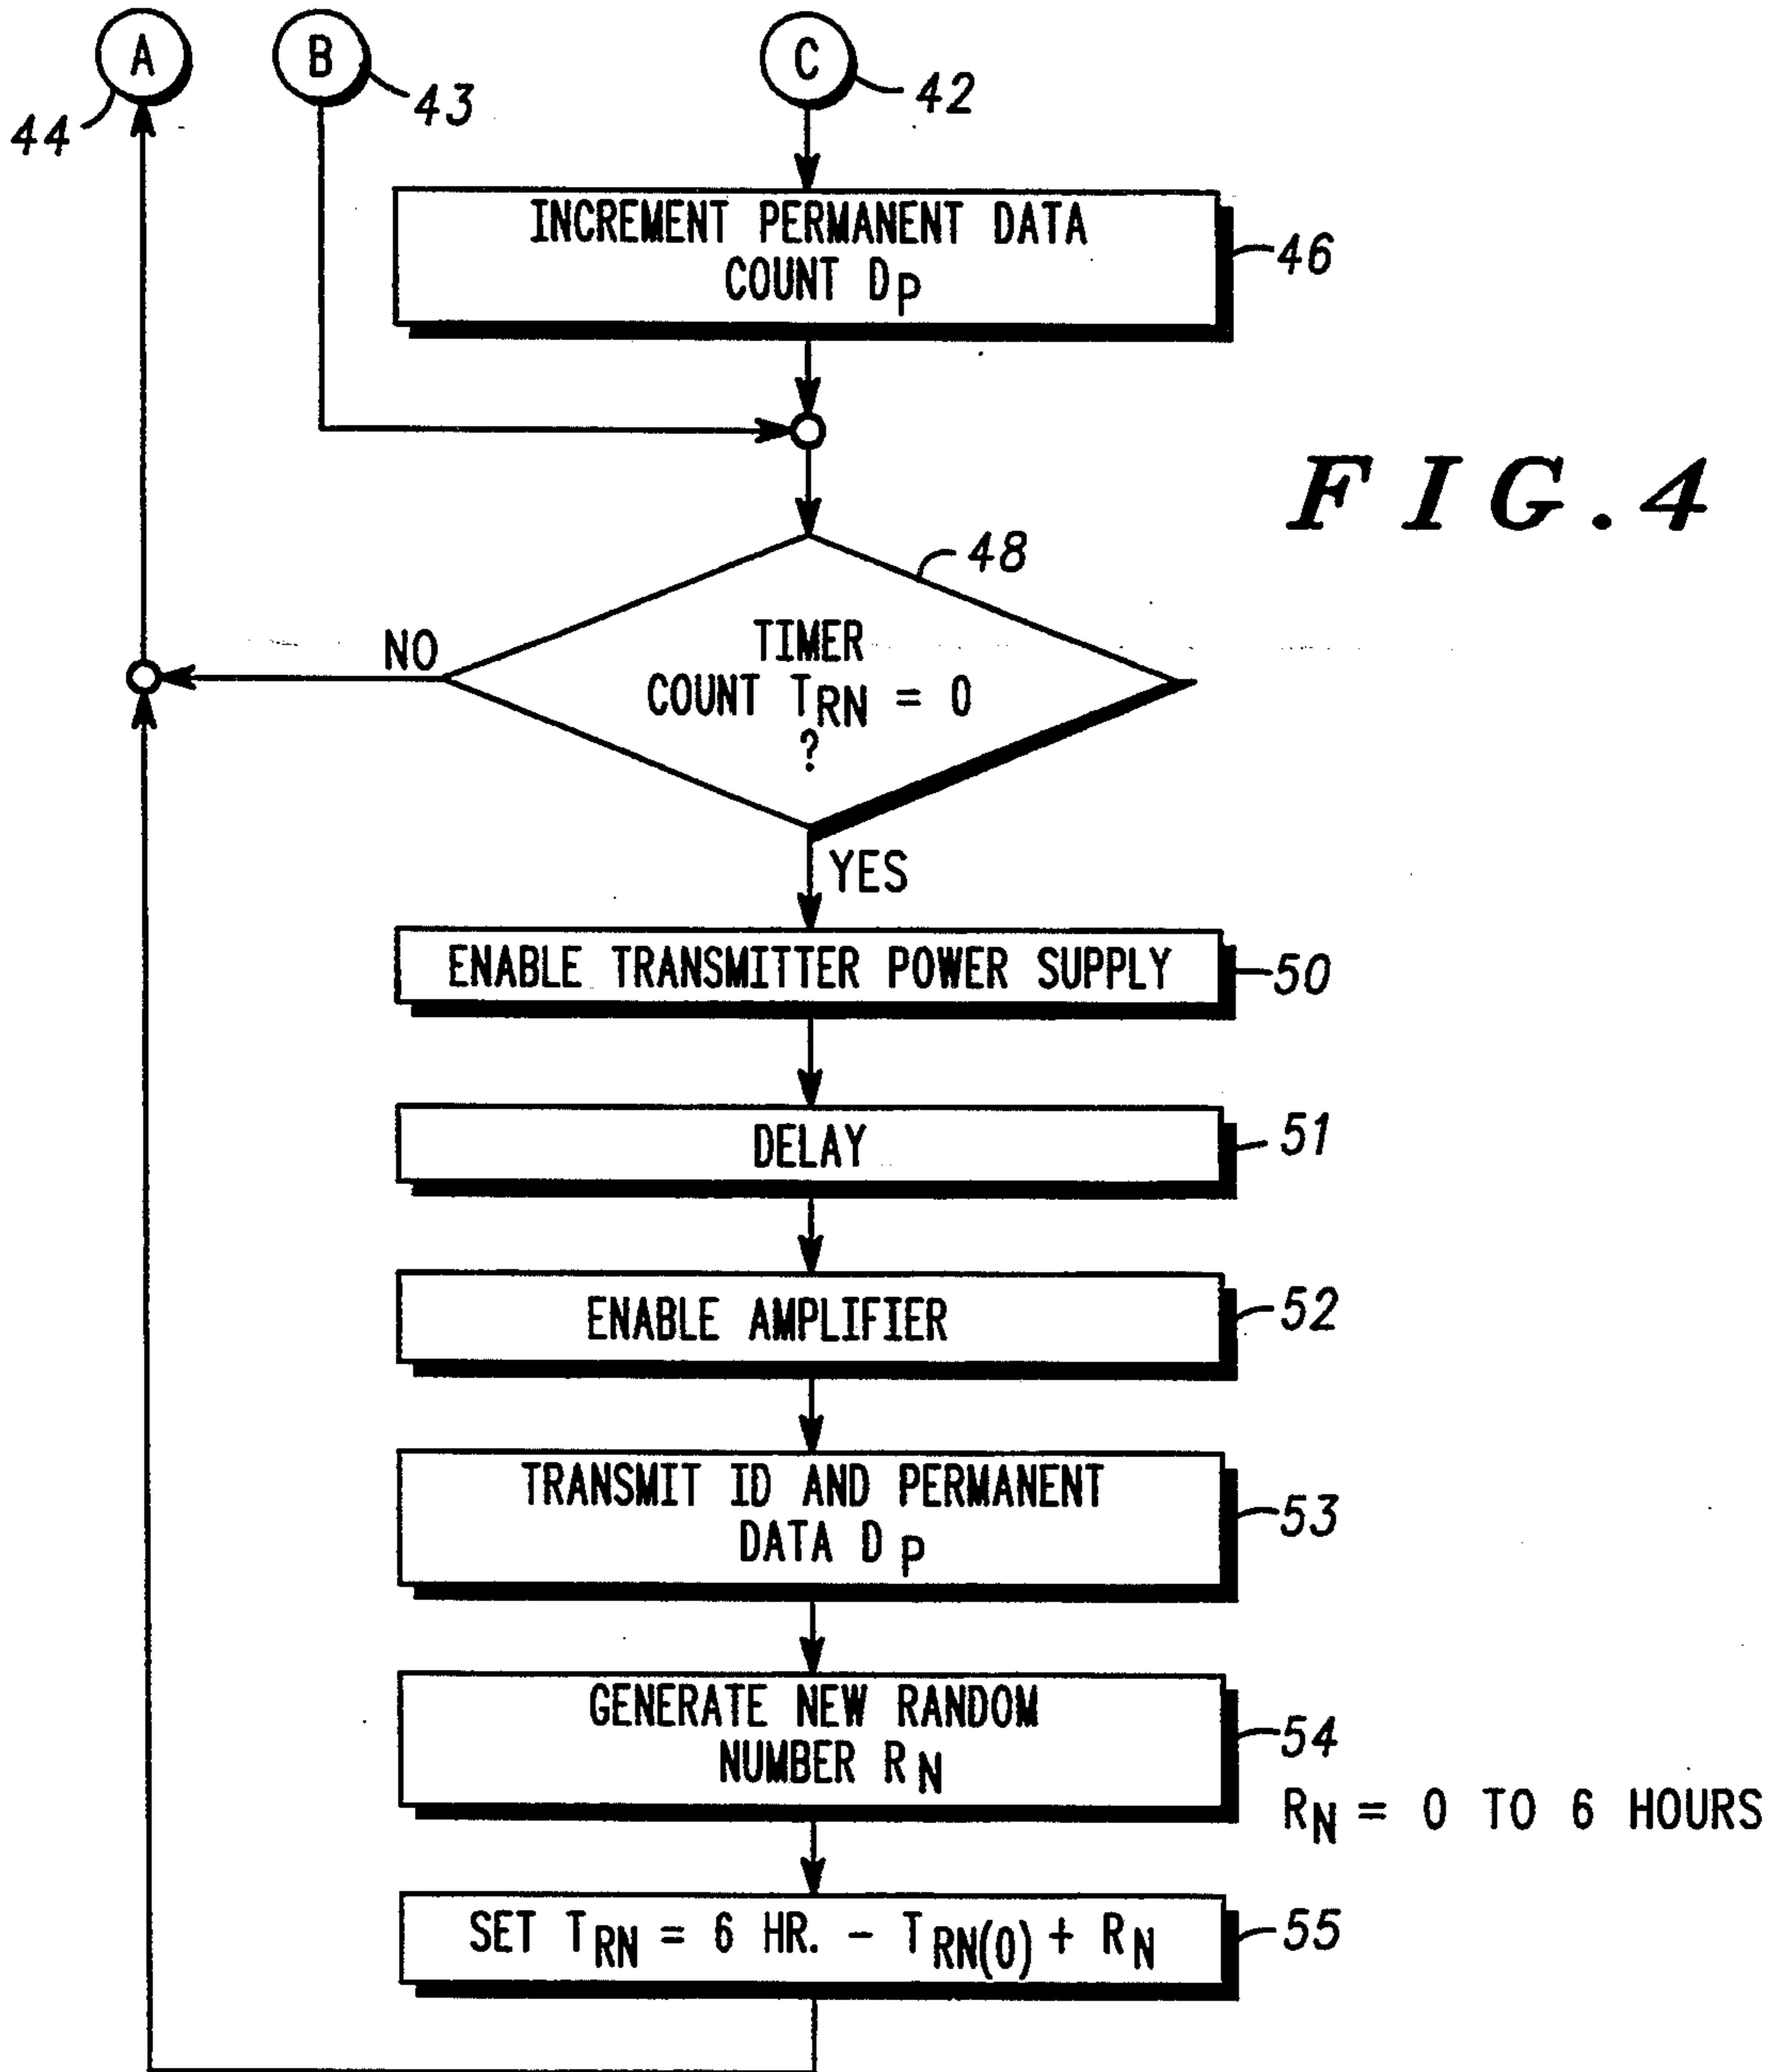 A
B
C
44
43
42
INCREMENT PERMANENT DATA
COUNT Dp
46
FIG.4
48
TIMER
COUNT TRN = 0
?
NO
YES
ENABLE TRANSMITTER POWER SUPPLY
50
DELAY
51
ENABLE AMPLIFIER
52
TRANSMIT ID AND PERMANENT
DATA Dp
53
GENERATE NEW RANDOM
NUMBER RN
54
RN = 0 TO 6 HOURS
SET TRN = 6 HR. - TRN(0) + RN
55